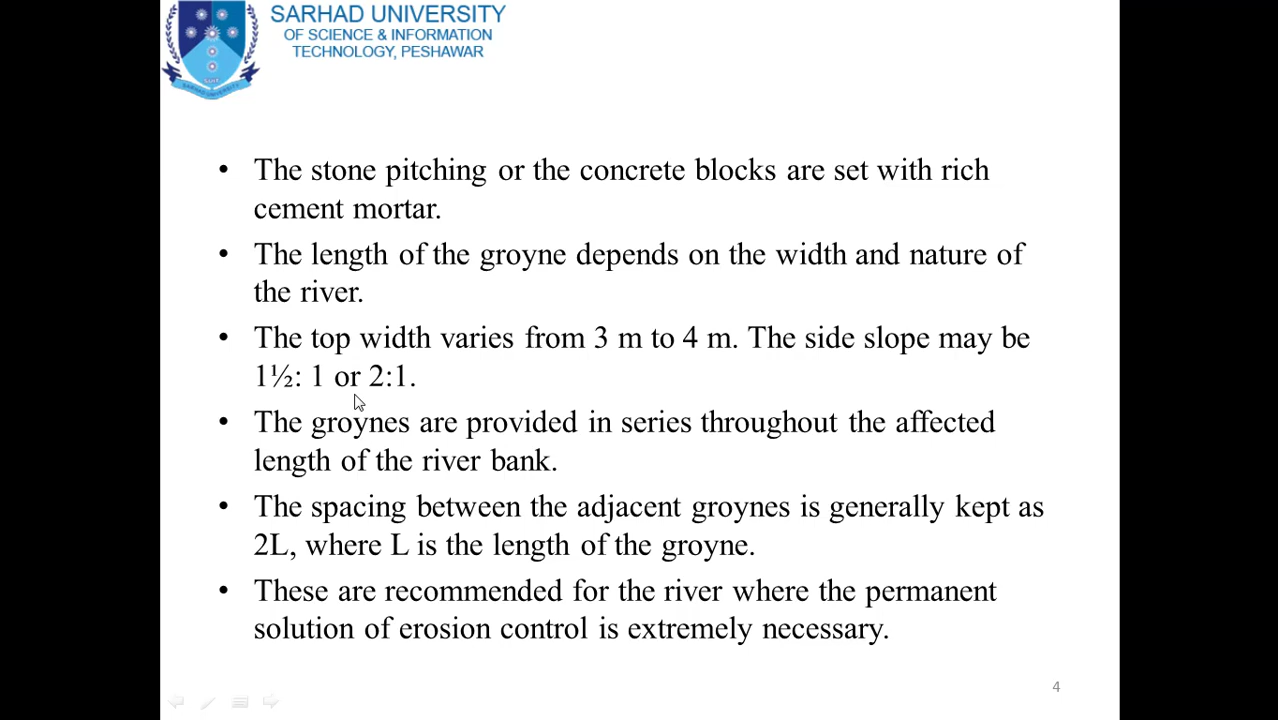 SARHAD UNIVERSITY
OF SCIENCE & INFORMATION
TECHNOLOGY, PESHAWAR
SARHAD UNIVERSITY
• The stone pitching or the concrete blocks are set with rich
cement mortar.
• The length of the groyne depends on the width and nature of
the river.
• The top width varies from 3 m to 4 m. The side slope may be
1½: 1 or 2:1.
• The groynes are provided in series throughout the affected
length of the river bank.
• The spacing between the adjacent groynes is generally kept as
2L, where L is the length of the groyne.
• These are recommended for the river where the permanent
solution of erosion control is extremely necessary.
4